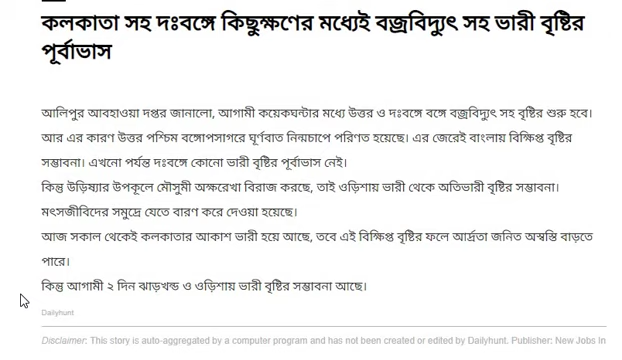 কলকাতা সহ দঃবঙ্গে কিছুক্ষণের মধ্যেই বজ্রবিদ্যুৎ সহ ভারী বৃষ্টির
পূর্বাভাস
আলিপুর আবহাওয়া দপ্তর জানালো, আগামী কয়েকঘন্টার মধ্যে উত্তর ও দঃবঙ্গে বঙ্গে বজ্রবিদ্যুৎ সহ বৃষ্টির শুরু হবে।
আর এর কারণ উত্তর পশ্চিম বঙ্গোপসাগরে ঘূর্ণবাত নিম্নচাপে পরিণত হয়েছে। এর জেরেই বাংলায় বিক্ষিপ্ত বৃষ্টির
সম্ভাবনা। এখনো পর্যন্ত দঃবঙ্গে কোনো ভারী বৃষ্টির পূর্বাভাস নেই।
কিন্তু উড়িষ্যার উপকূলে মৌসুমী অক্ষরেখা বিরাজ করছে, তাই ওড়িশায় ভারী থেকে অতিভারী বৃষ্টির সম্ভাবনা।
মৎসজীবিদের সমুদ্রে যেতে বারণ করে দেওয়া হয়েছে।
আজ সকাল থেকেই কলকাতার আকাশ ভারী হয়ে আছে, তবে এই বিক্ষিপ্ত বৃষ্টির ফলে আর্দ্রতা জনিত অস্বস্তি বাড়তে
পারে।
কিন্তু আগামী ২ দিন ঝাড়খন্ড ও ওড়িশায় ভারী বৃষ্টির সম্ভাবনা আছে।
Dailyhunt
Disclaimer: This story is auto-aggregated by a computer program and has not been created or edited by Dailyhunt. Publisher: New Jobs In